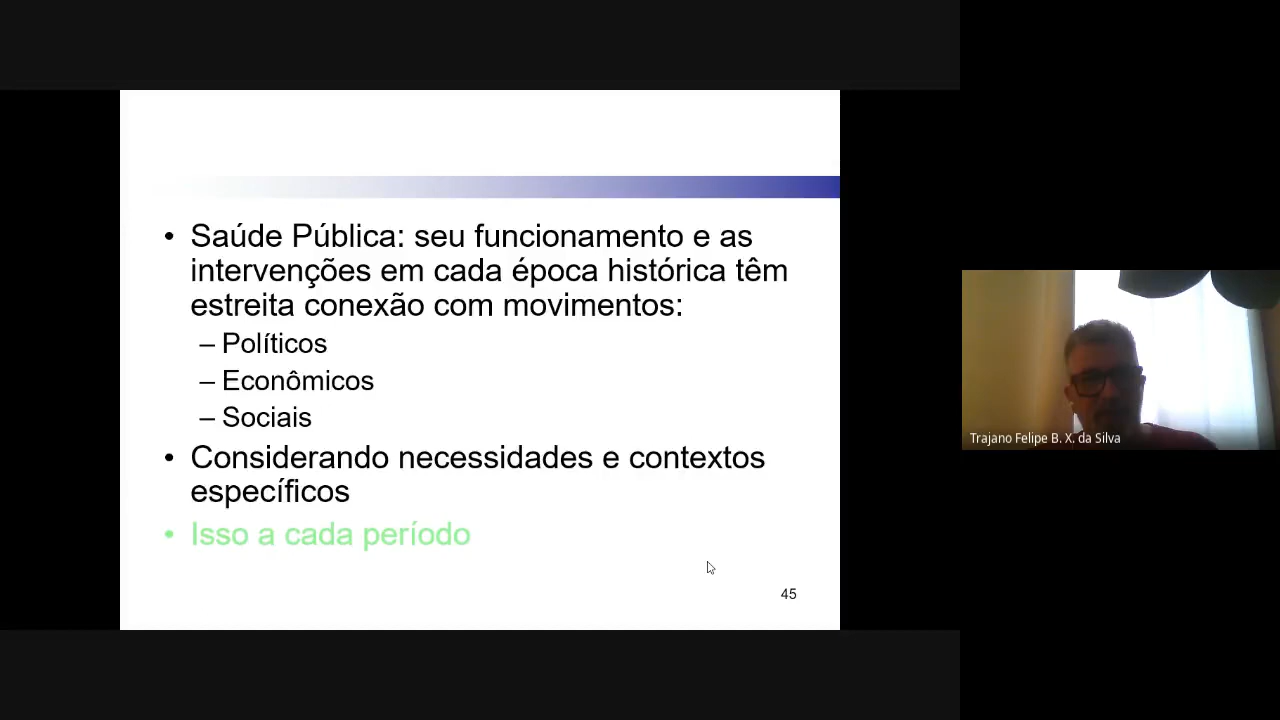 • Saúde Pública: seu funcionamento e as
intervenções em cada época histórica têm
estreita conexão com movimentos:
– Políticos
– Econômicos
– Sociais
• Considerando necessidades e contextos
específicos
• Isso a cada período
45
Trajano Felipe B. X. da Silva